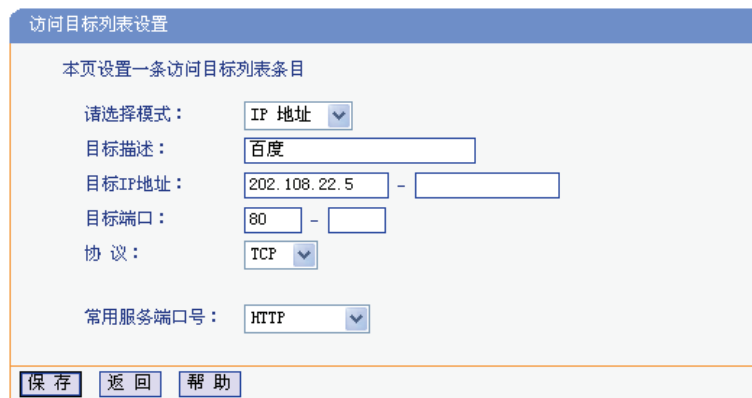 访问目标列表设置
本页设置一条访问目标列表条目
请选择模式： IP 地址
目标描述： 百度
目标IP地址： 202.108.22.5 -
目标端口： 80 -
协 议： TCP
常用服务端口号： HTTP
保 存 返 回 帮 助